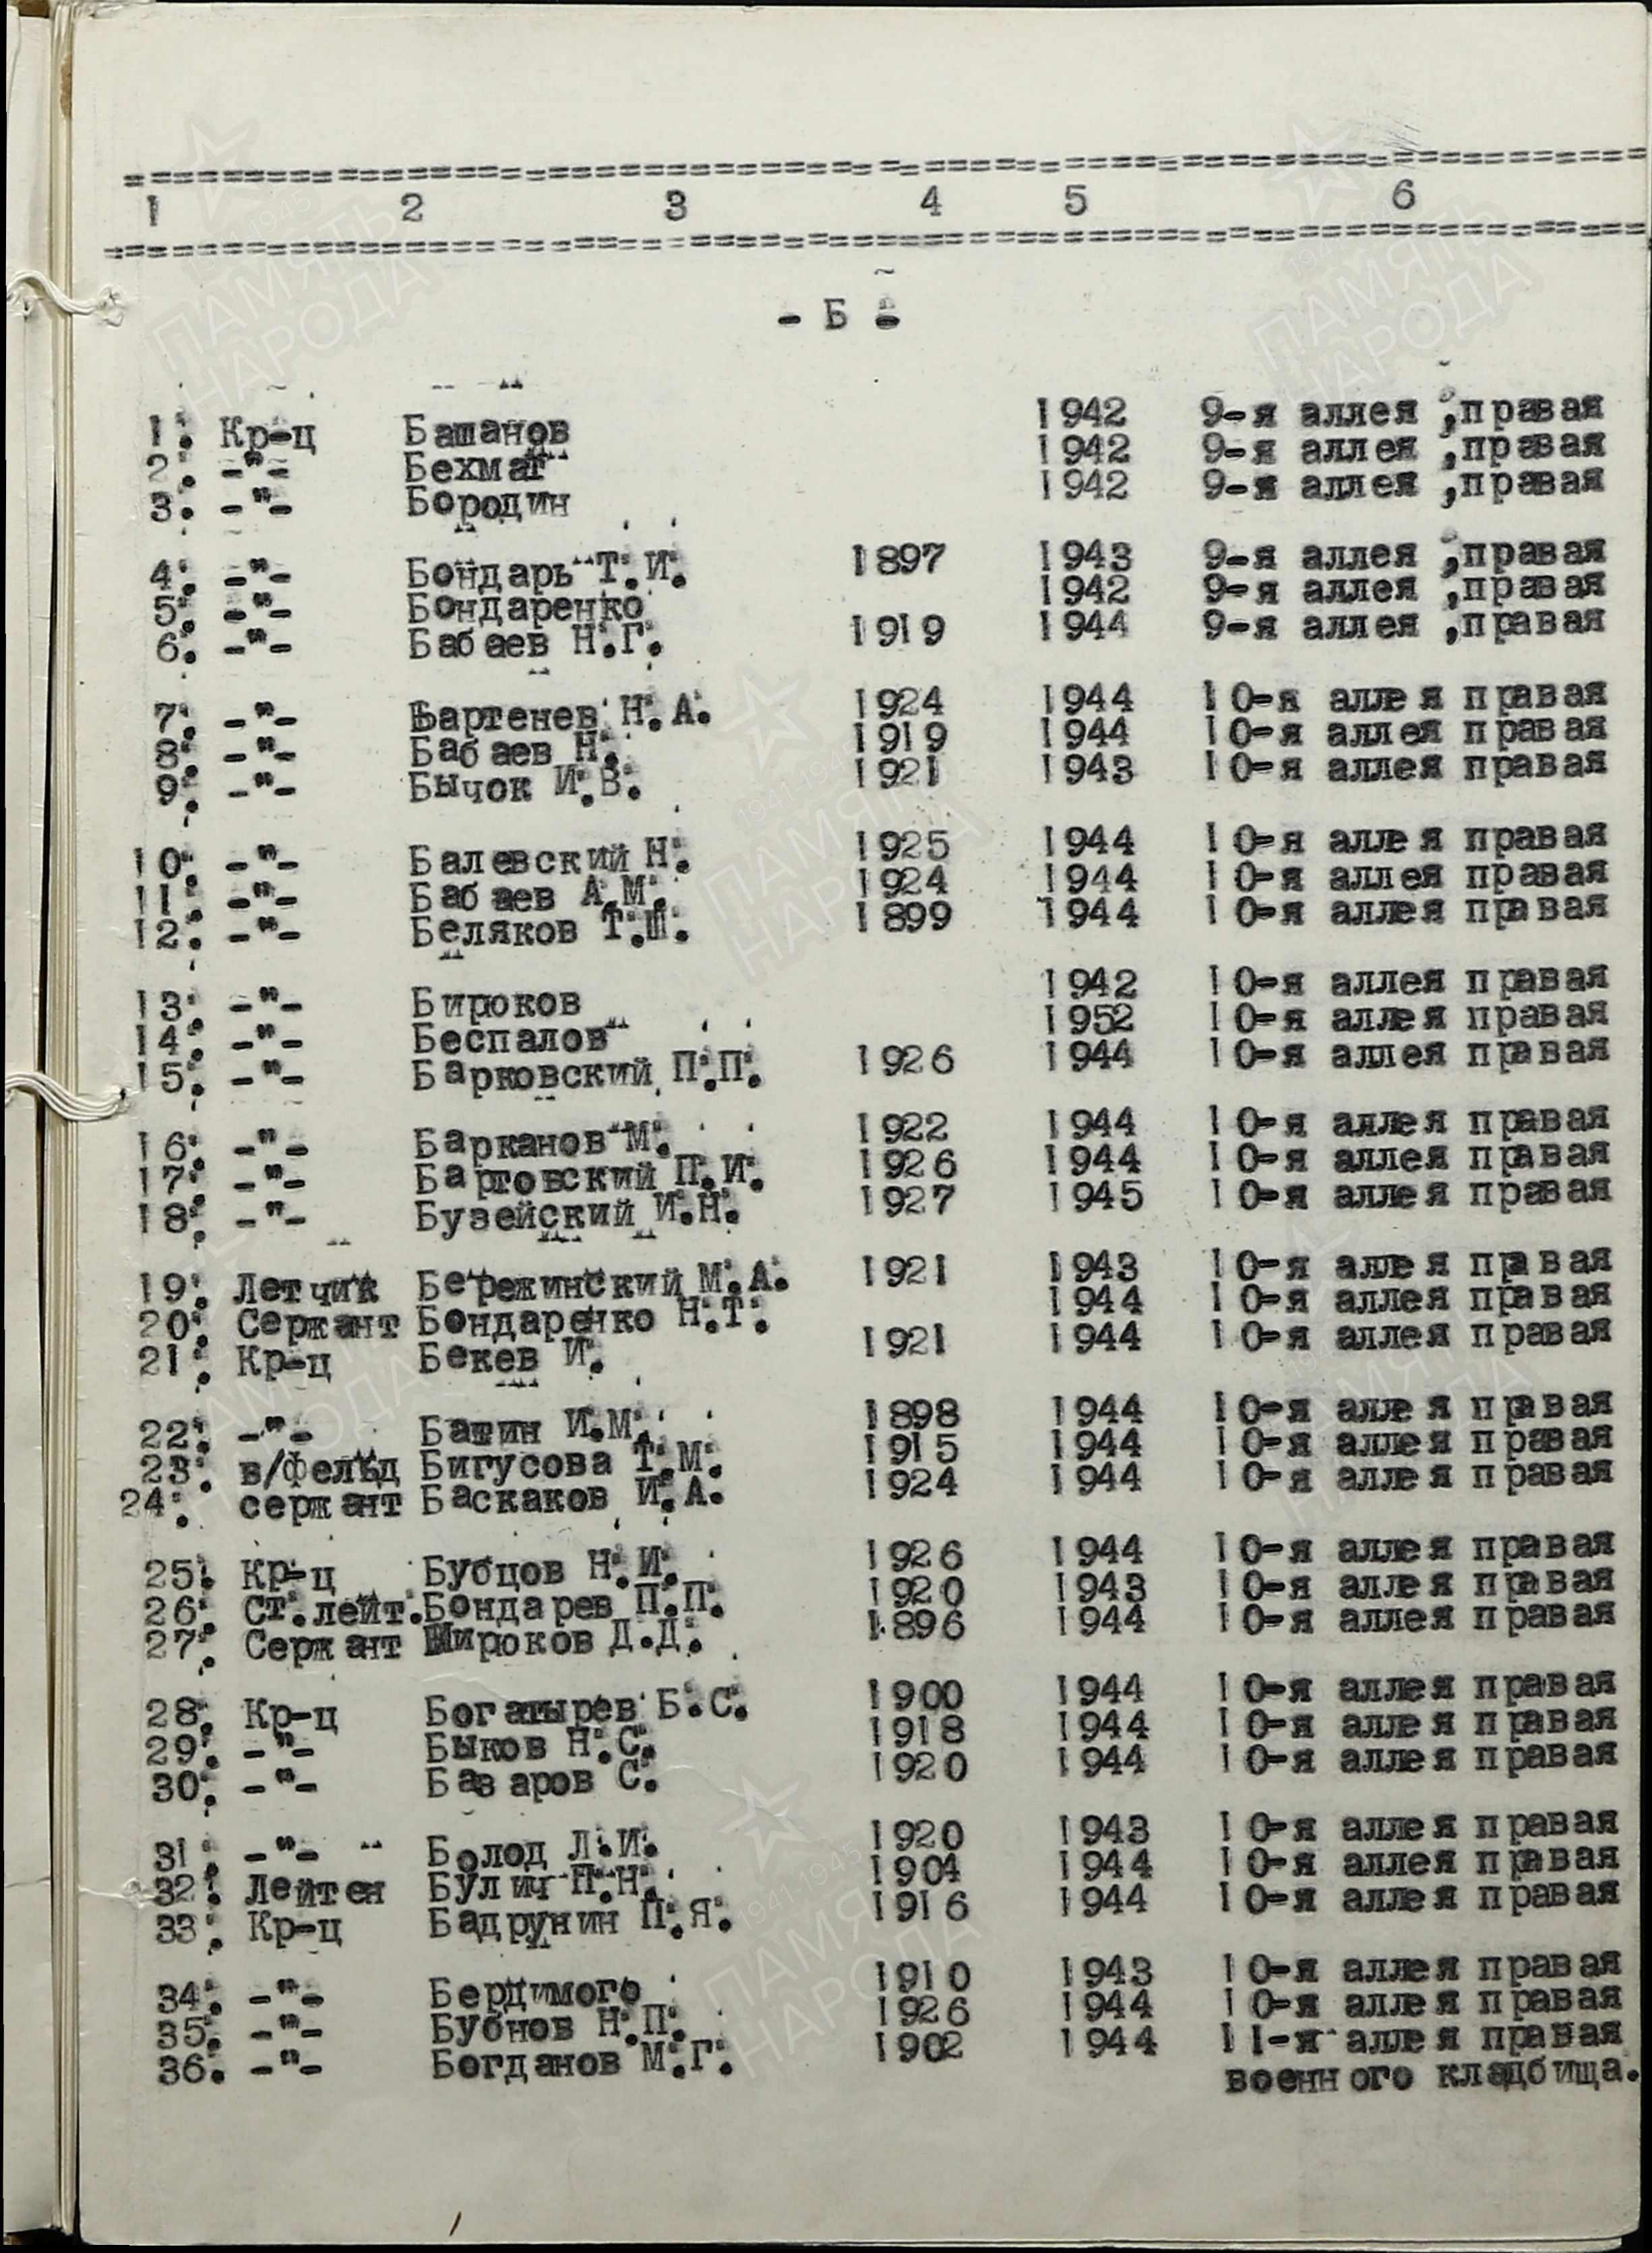 1 2 3 4 5 6
- Б -
1. Кр-ц Башанов 1942 9-я аллея ,правая
2. -"- Бехмат 1942 9-я аллея ,правая
3. -"- Бородин 1942 9-я аллея ,правая
4. -"- Бондарь Т.И. 1897 1943 9-я аллея ,правая
5. -"- Бондаренко 1942 9-я аллея ,правая
6. -"- Бабаев Н.Г. 1919 1944 9-я аллея ,правая
7. -"- Бартенев Н.А. 1924 1944 10-я аллея правая
8. -"- Бабаев Н. 1919 1944 10-я аллея правая
9. -"- Бычок И.В. 1921 1943 10-я аллея правая
10. -"- Балевский Н. 1925 1944 10-я аллея правая
11. -"- Бабаев А.М. 1924 1944 10-я аллея правая
12. -"- Беляков Т.Ш. 1899 1944 10-я аллея правая
13. -"- Бироков 1942 10-я аллея правая
14. -"- Беспалов 1952 10-я аллея правая
15. -"- Барковский П.П. 1926 1944 10-я аллея правая
16. -"- Барканов М. 1922 1944 10-я аллея правая
17. -"- Бартовский П.И. 1926 1944 10-я аллея правая
18. -"- Бузейский И.Н. 1927 1945 10-я аллея правая
19. Летчик Бережинский М.А. 1921 1943 10-я аллея правая
20. Сержант Бондаренко Н.Т. 1944 10-я аллея правая
21. Кр-ц Бекев И. 1921 1944 10-я аллея правая
22. -"- Башин И.М. 1898 1944 10-я аллея правая
23. в/Фельд Бигусова Т.М. 1915 1944 10-я аллея правая
24. сержант Баскаков И.А. 1924 1944 10-я аллея правая
25. Кр-ц Бубцов Н.И. 1926 1944 10-я аллея правая
26. Ст.лейт.Бондарев П.П. 1920 1943 10-я аллея правая
27. Сержант Широков Д.Д. 1896 1944 10-я аллея правая
28. Кр-ц Богатырев Б.С. 1900 1944 10-я аллея правая
29. -"- Быков Н.С. 1918 1944 10-я аллея правая
30. -"- Базаров С. 1920 1944 10-я аллея правая
31. -"- Болод Л.И. 1920 1943 10-я аллея правая
32. Лейтен Булич П.Н. 1904 1944 10-я аллея правая
33. Кр-ц Бадрунин П.Я. 1916 1944 10-я аллея правая
34. -"- Бердимого 1910 1943 10-я аллея правая
35. -"- Бубнов Н.П. 1926 1944 10-я аллея правая
36. -"- Богданов М.Г. 1902 1944 11-я аллея правая
военного кладбища.
ПАМЯТЬ НАРОДА
1941-1945